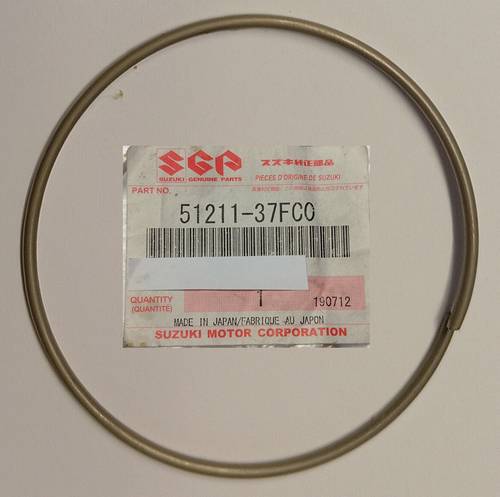 SGP スズキ純正部品
SUZUKI GENUINE PARTS PIECES D'ORIGINE DE SUZUKI
PART NO.
51211-37FC0
QUANTITY
(QUANTITÉ) 1 190712
MADE IN JAPAN/FABRIQUE AU JAPON
SUZUKI MOTOR CORPORATION